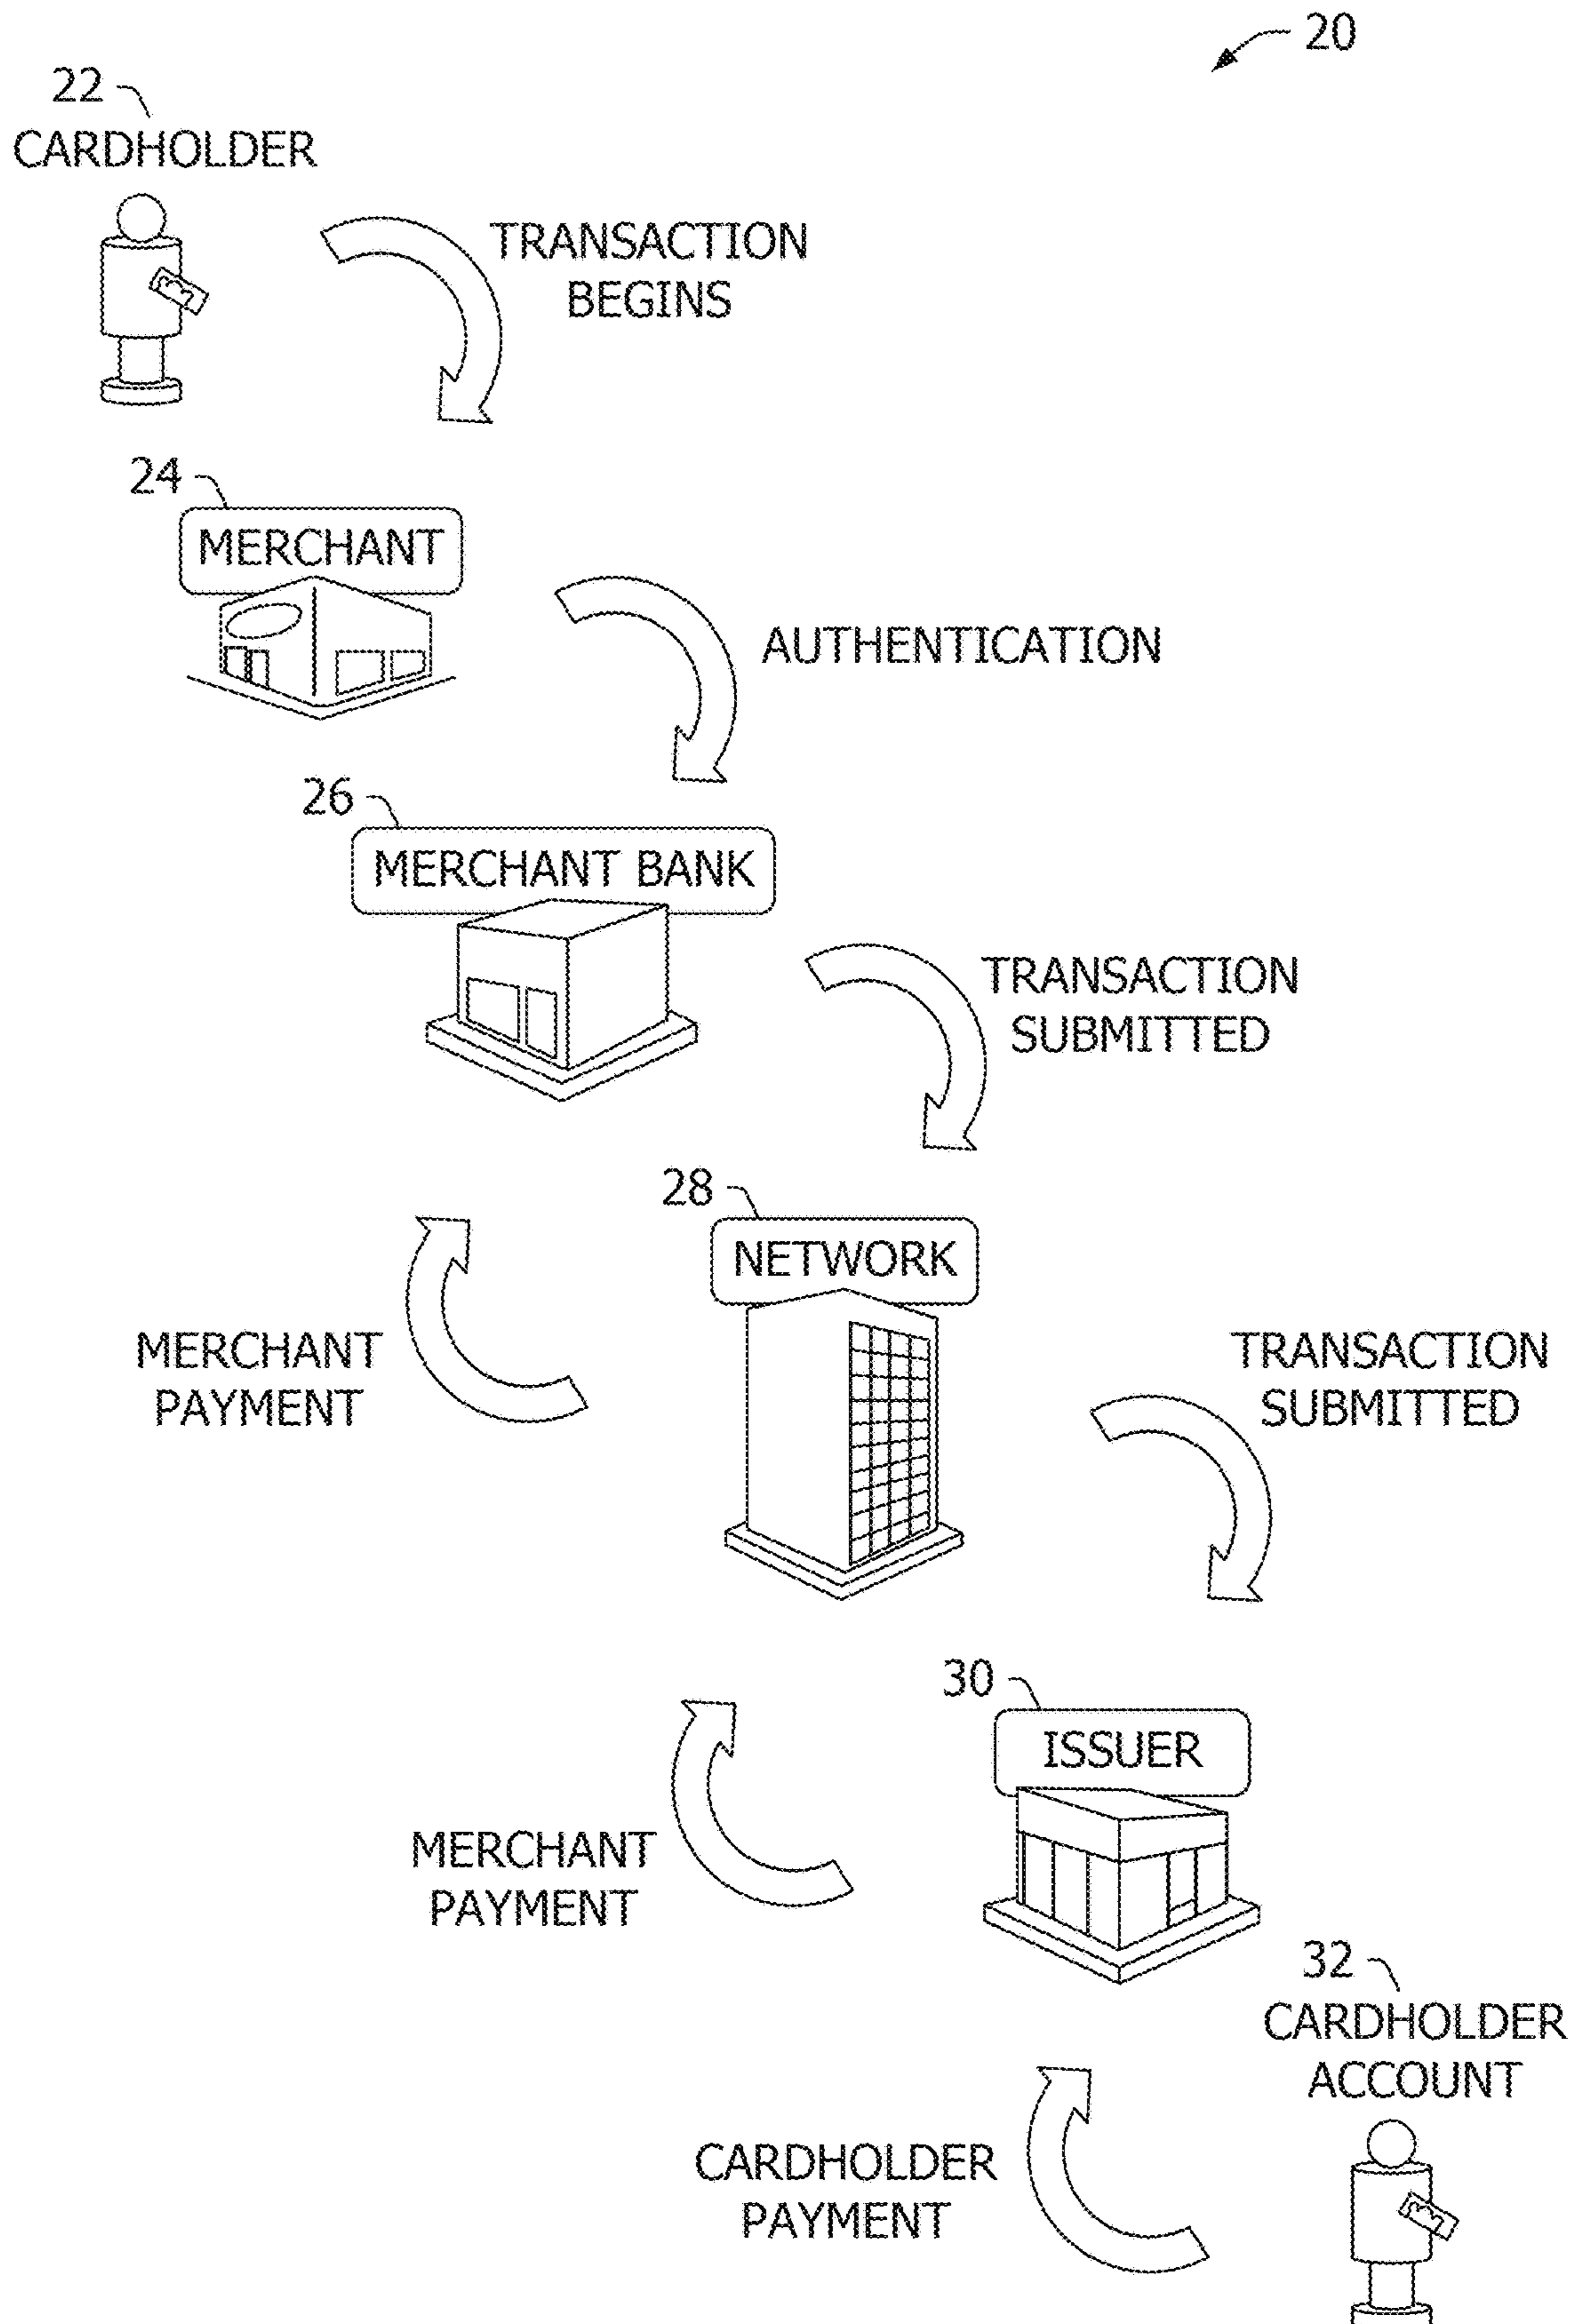 20
22
CARDHOLDER
TRANSACTION
BEGINS
24
MERCHANT
AUTHENTICATION
26
MERCHANT BANK
TRANSACTION
SUBMITTED
28
NETWORK
MERCHANT
PAYMENT
TRANSACTION
SUBMITTED
30
ISSUER
MERCHANT
PAYMENT
32
CARDHOLDER
ACCOUNT
CARDHOLDER
PAYMENT